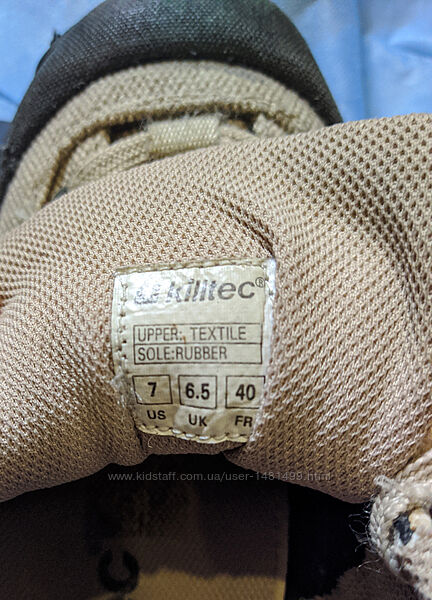 killtec®
UPPER: TEXTILE
SOLE:RUBBER
7 6.5 40
US UK FR
www.kidstaff.com.ua/user-1481499.html
C